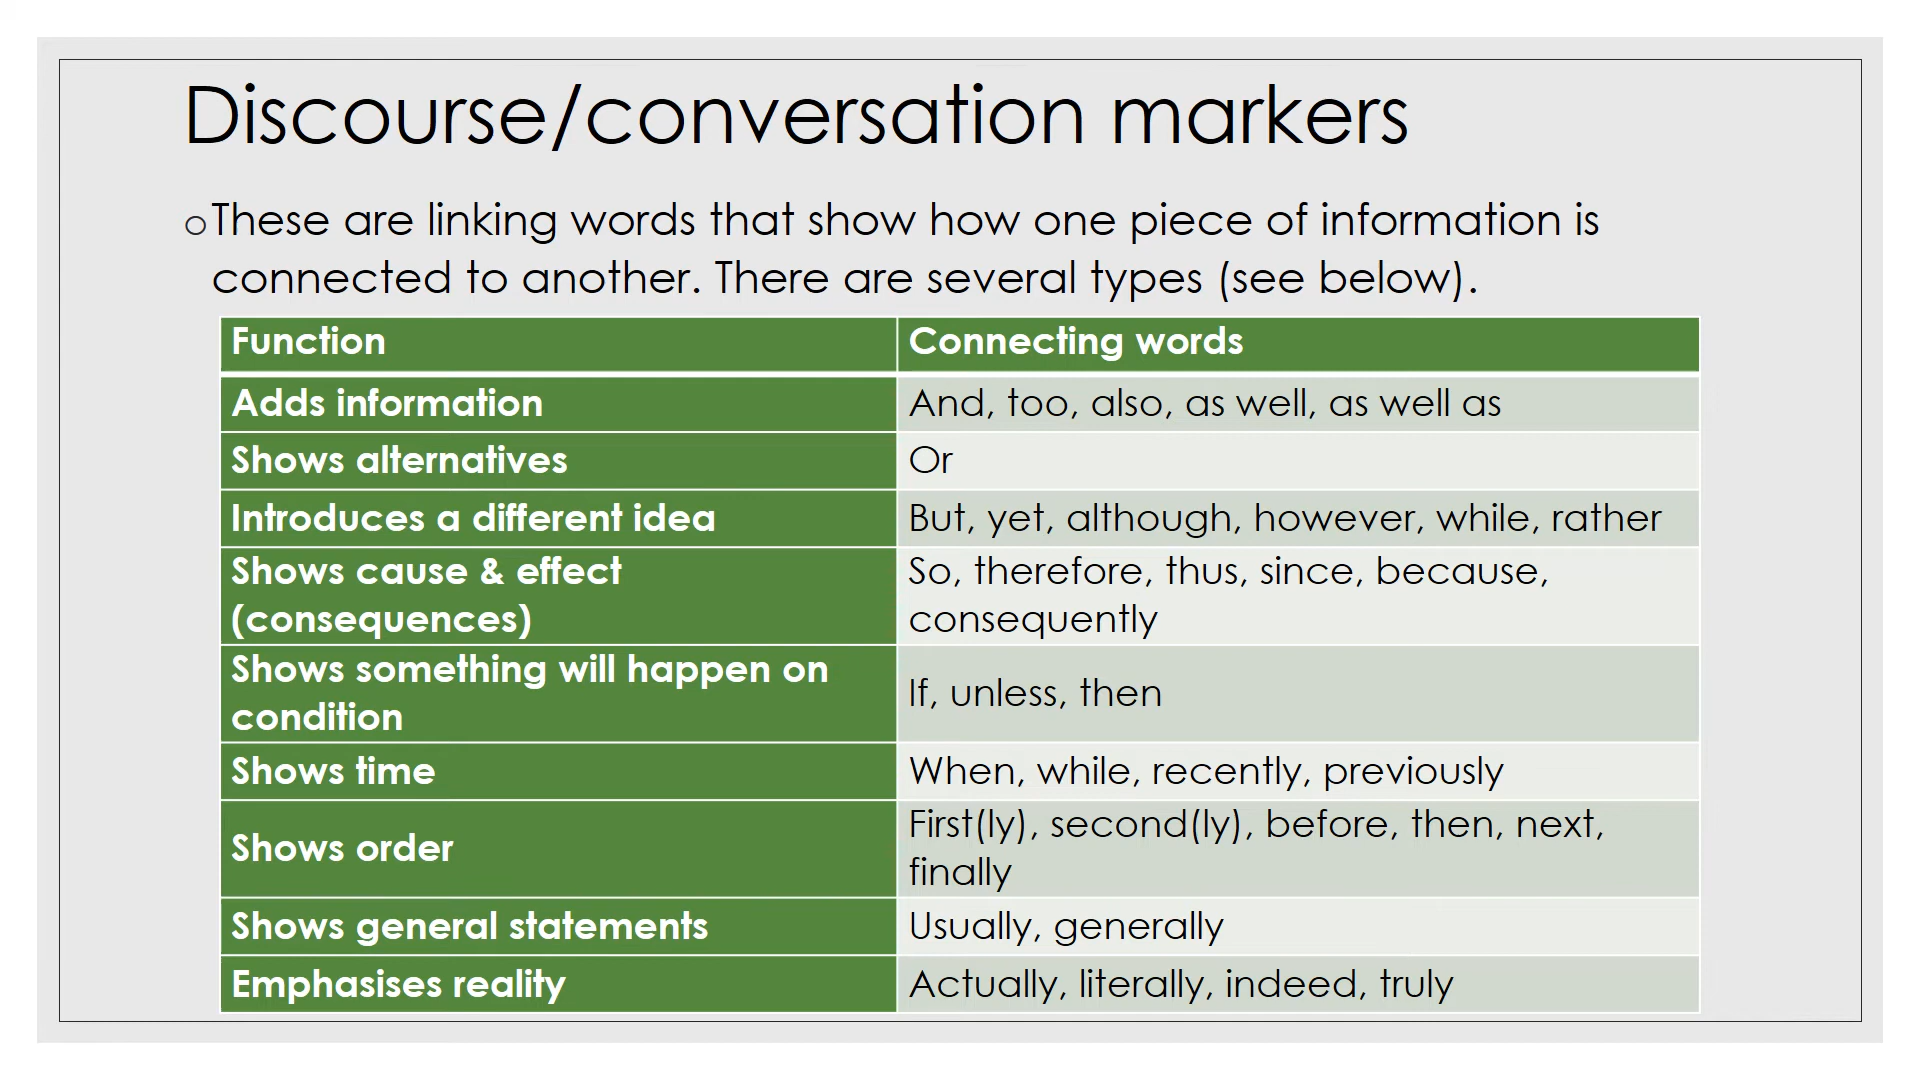 Discourse/conversation markers
○These are linking words that show how one piece of information is
connected to another. There are several types (see below).
Function Connecting words
Adds information And, too, also, as well, as well as
Shows alternatives Or
Introduces a different idea But, yet, although, however, while, rather
Shows cause & effect
(consequences)
So, therefore, thus, since, because,
consequently
Shows something will happen on
condition
If, unless, then
Shows time When, while, recently, previously
Shows order
First(ly), second(ly), before, then, next,
finally
Shows general statements Usually, generally
Emphasises reality Actually, literally, indeed, truly